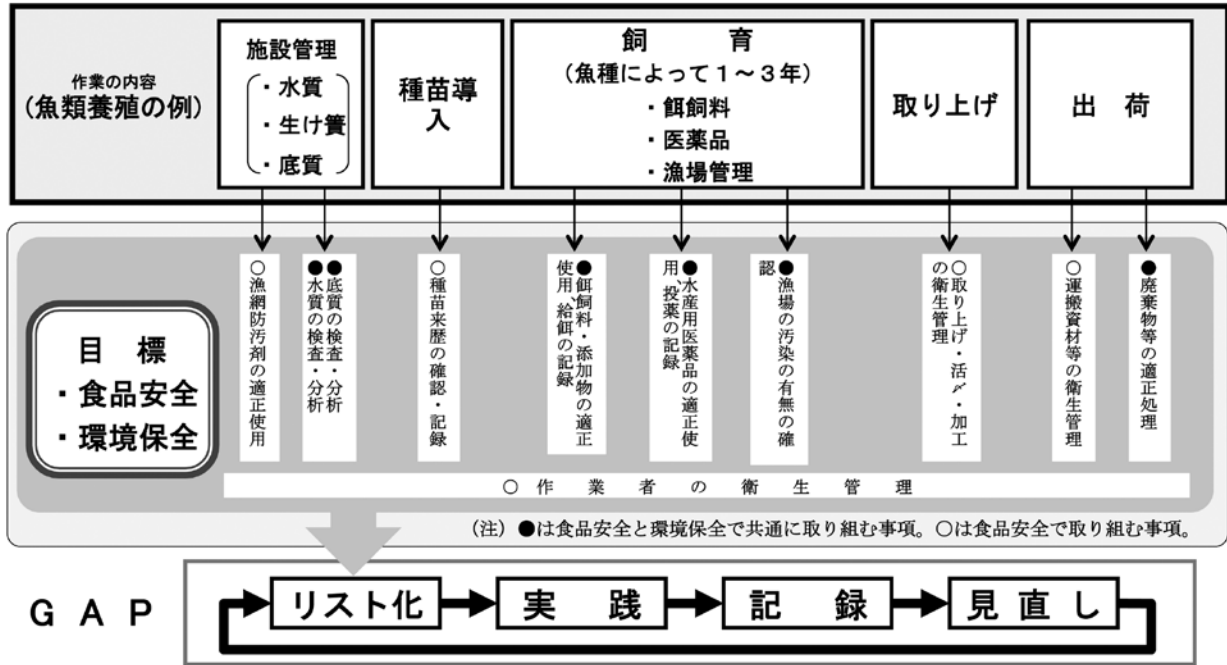 作業の内容
(魚類養殖の例)
施設管理
・水質
・生け簀
・底質
種苗導
入
飼　育
(魚種によって1～3年)
・餌飼料
・医薬品
・漁場管理
取り上げ
出 荷
目 標
・食品安全
・環境保全
○漁網防汚剤の適正使用
●底質の検査・分析
●水質の検査・分析
○種苗来歴の確認・記録
●餌飼料・添加物の適正
使用、給餌の記録
●水産用医薬品の適正使
用、投薬の記録
●漁場の汚染の有無の確
認
○取り上げ・活〆・加工
の衛生管理
○運搬資材等の衛生管理
●廃棄物等の適正処理
○作業者の衛生管理
(注) ●は食品安全と環境保全で共通に取り組む事項。○は食品安全で取り組む事項。
GAP
リスト化
実 践
記 録
見直し